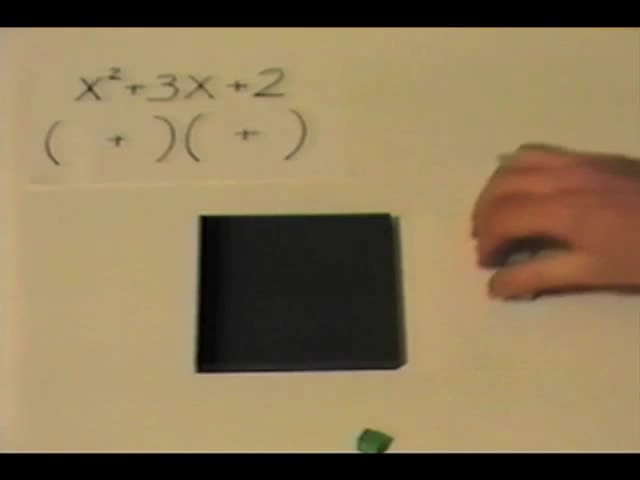 x²+3x+2
( + )( + )